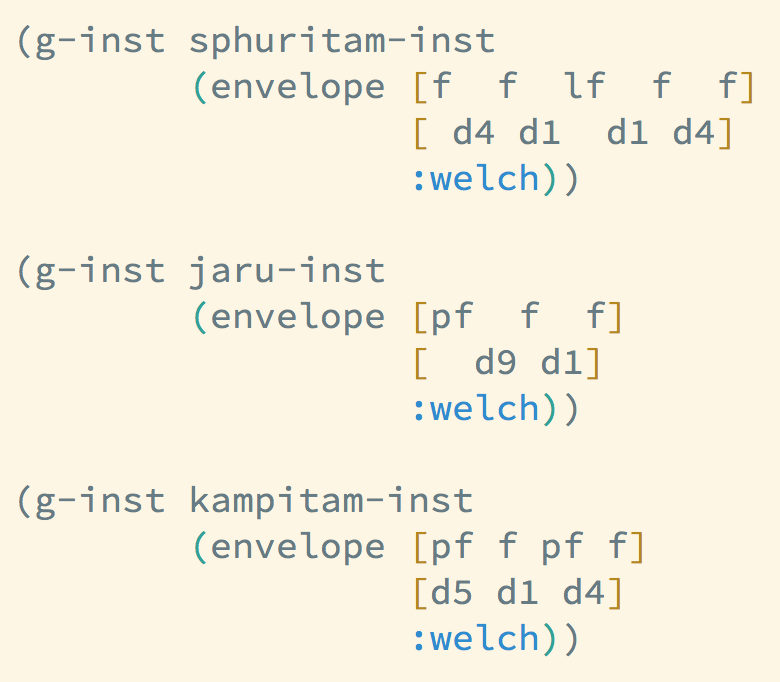 (g-inst sphuritam-inst
        (envelope [f  f  lf  f  f]
                  [ d4 d1  d1 d4]
                  :welch))

(g-inst jaru-inst
        (envelope [pf  f  f]
                  [  d9 d1]
                  :welch))

(g-inst kampitam-inst
        (envelope [pf f pf f]
                  [d5 d1 d4]
                  :welch))